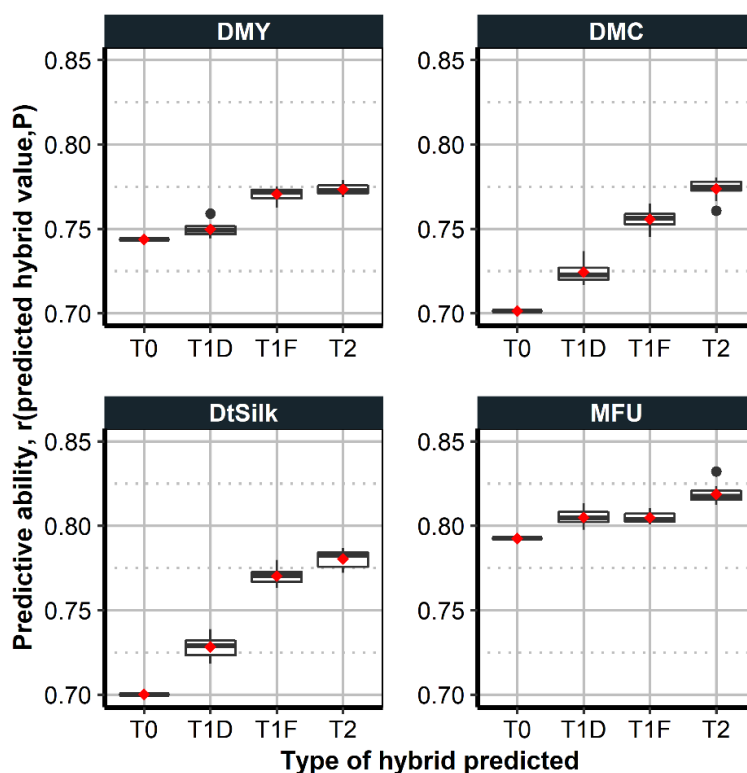 DMY
DMC
0.85
0.80
0.75
0.70
0.85
0.80
0.75
0.70
T0 T1D T1F T2
T0 T1D T1F T2
DtSilk
MFU
0.85
0.80
0.75
0.70
0.85
0.80
0.75
0.70
T0 T1D T1F T2
T0 T1D T1F T2
Predictive ability, r(predicted hybrid value,P)
Type of hybrid predicted